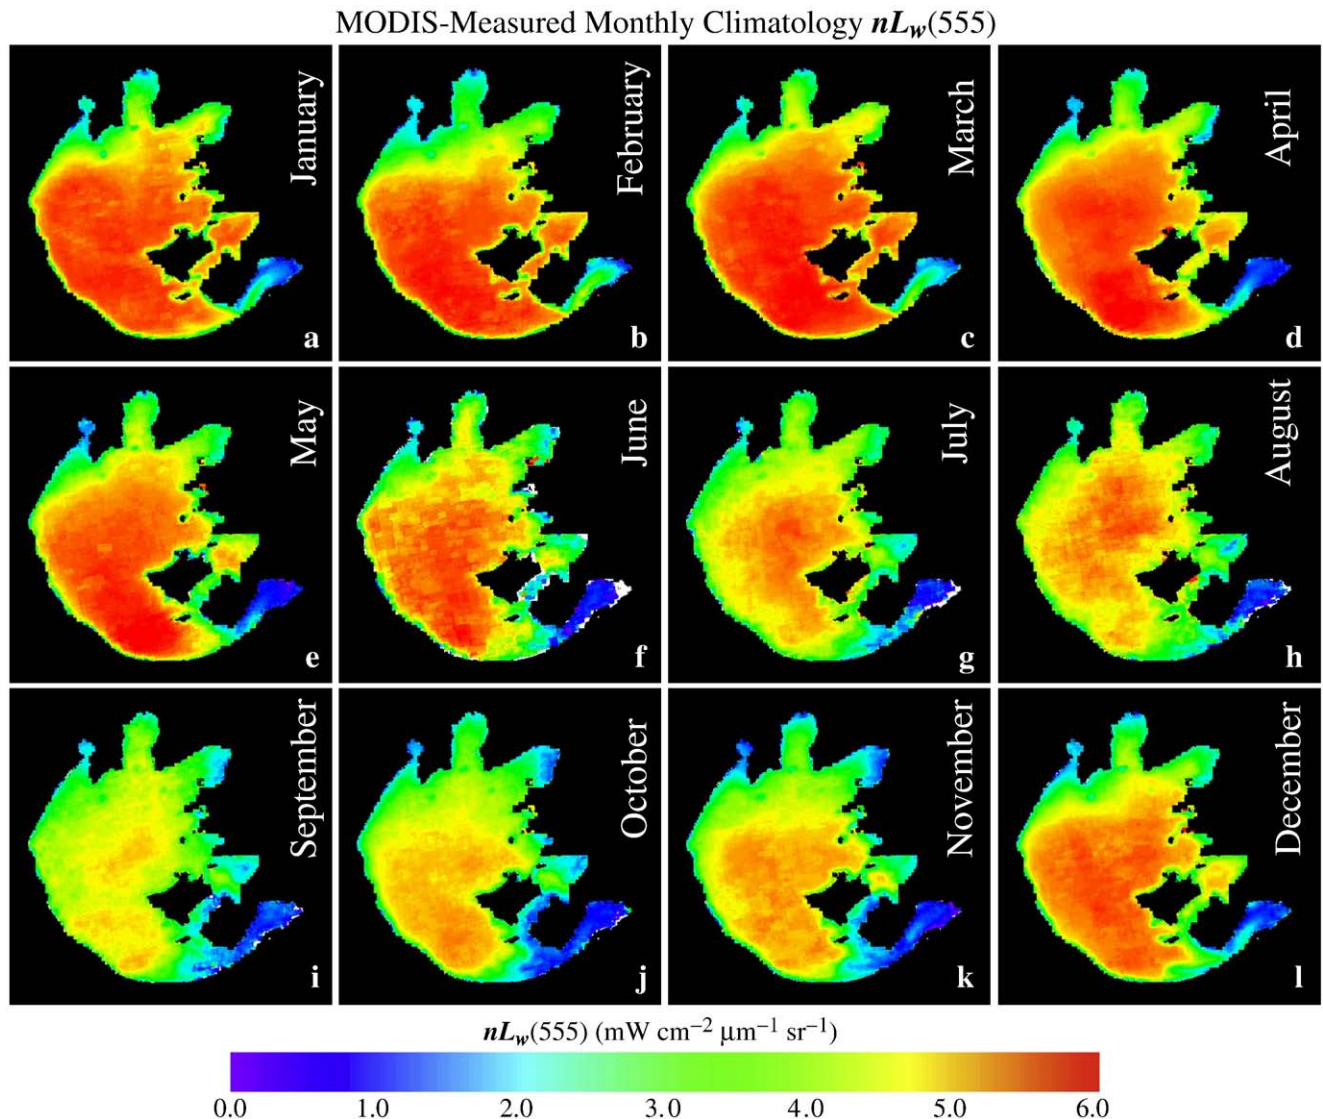 MODIS-Measured Monthly Climatology nLw(555)
January
a
February
b
March
c
April
d
May
e
June
f
July
g
August
h
September
i
October
j
November
k
December
l
nLw(555) (mW cm⁻² μm⁻¹ sr⁻¹)
0.0 1.0 2.0 3.0 4.0 5.0 6.0